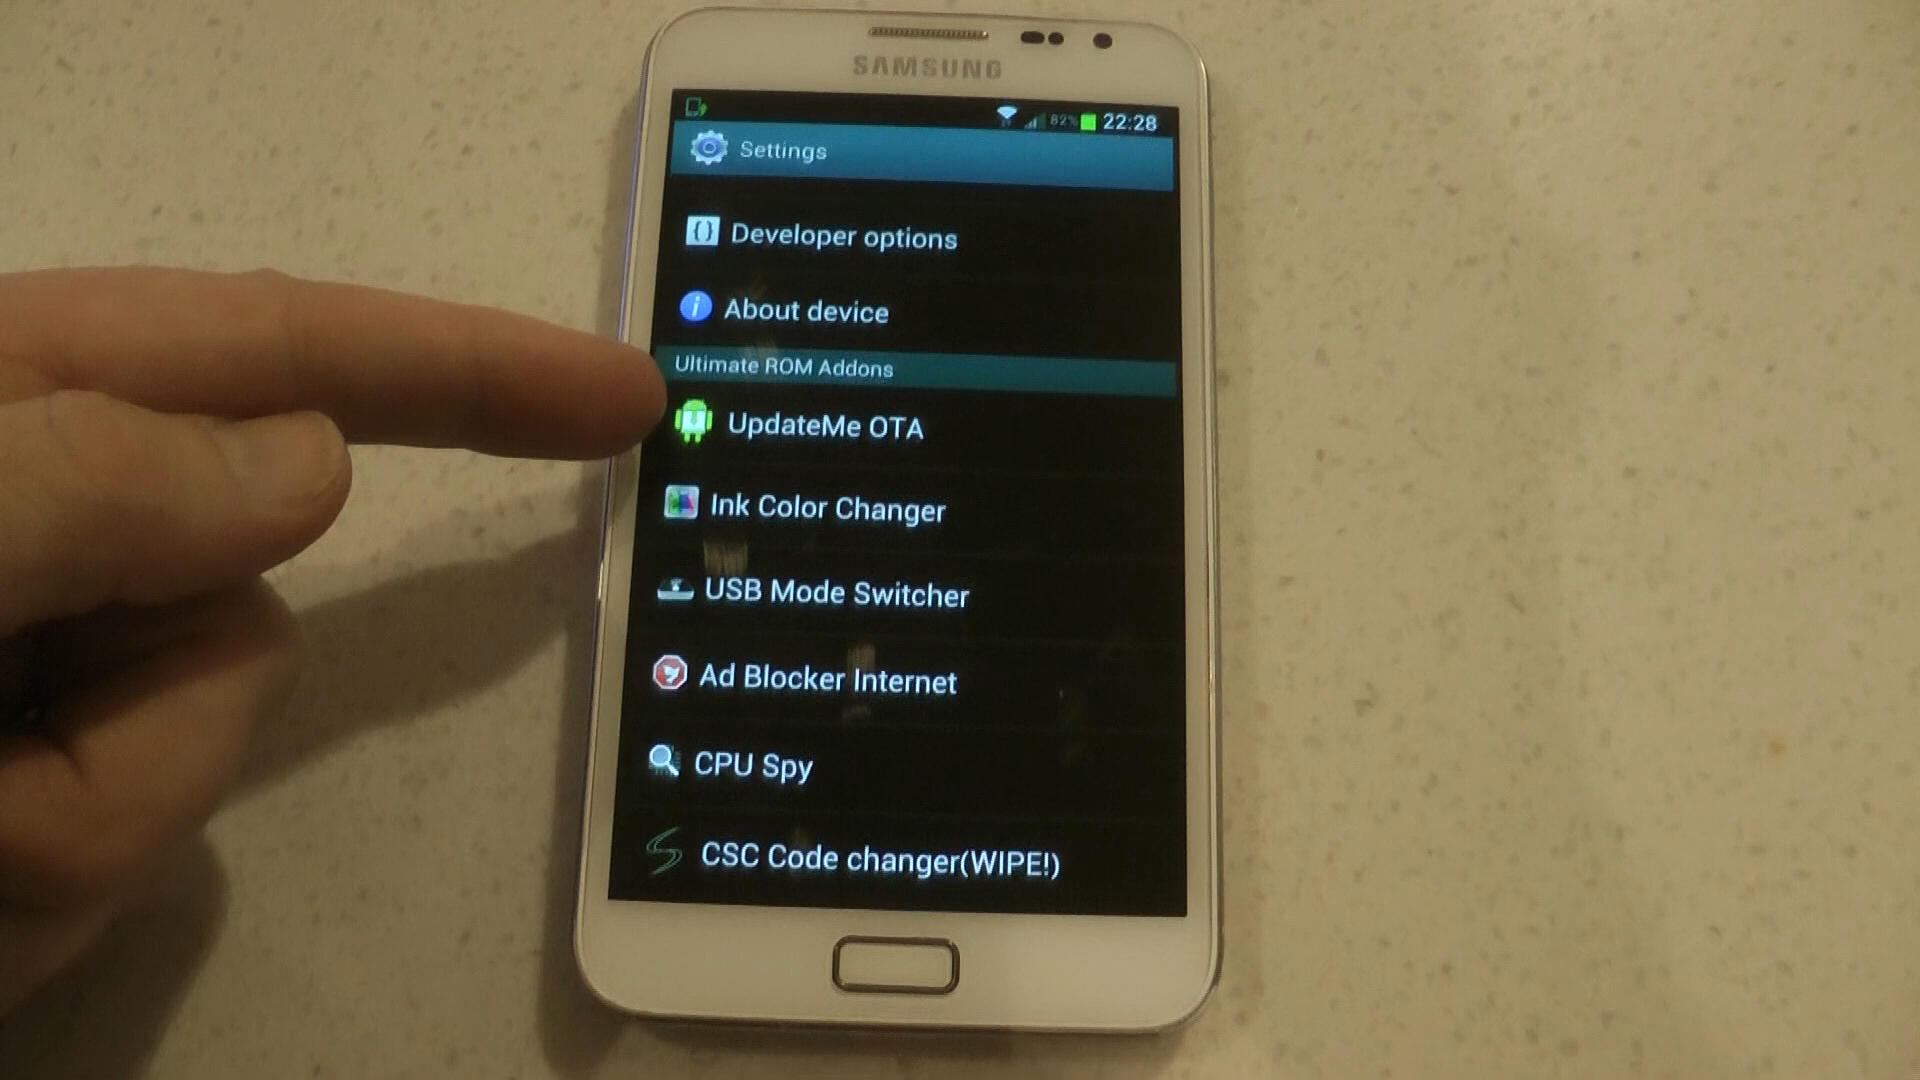 SAMSUNG
82% 22:28
Settings
Developer options
About device
Ultimate ROM Addons
UpdateMe OTA
Ink Color Changer
USB Mode Switcher
Ad Blocker Internet
CPU Spy
CSC Code changer(WIPE!)